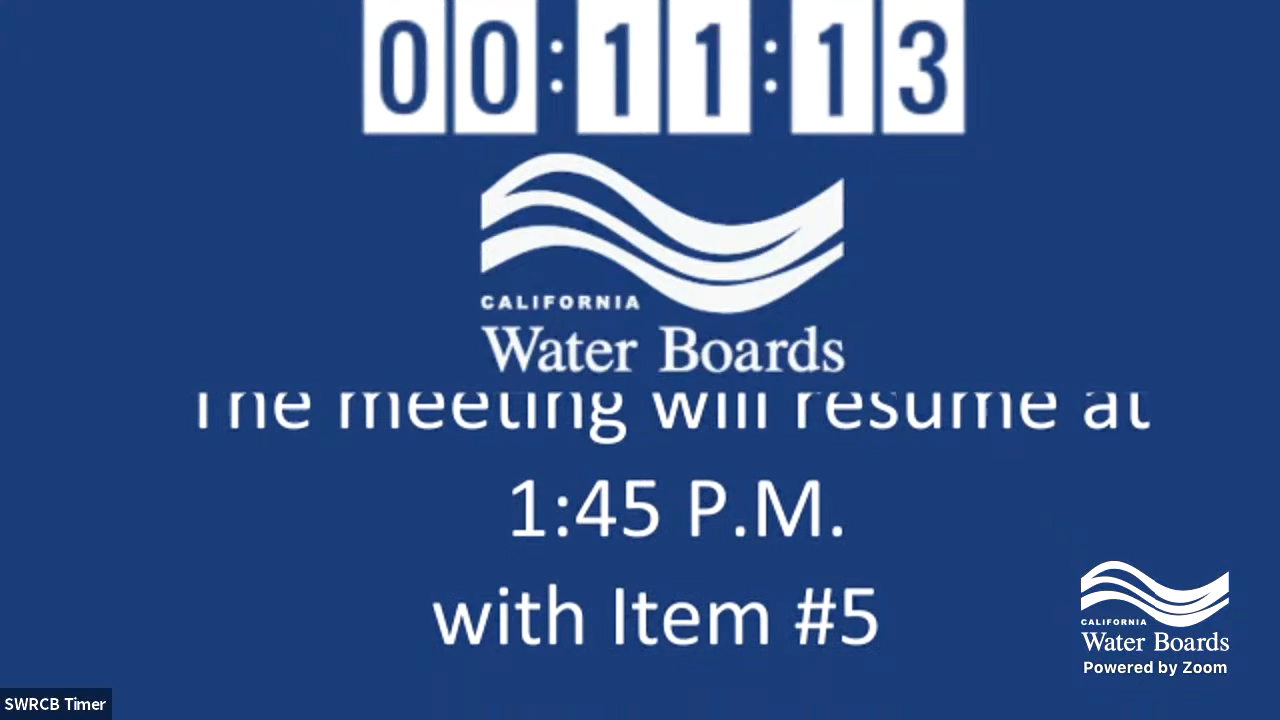 00:11:13
CALIFORNIA
Water Boards
The meeting will resume at
1:45 P.M.
with Item #5
CALIFORNIA
Water Boards
Powered by Zoom
SWRCB Timer